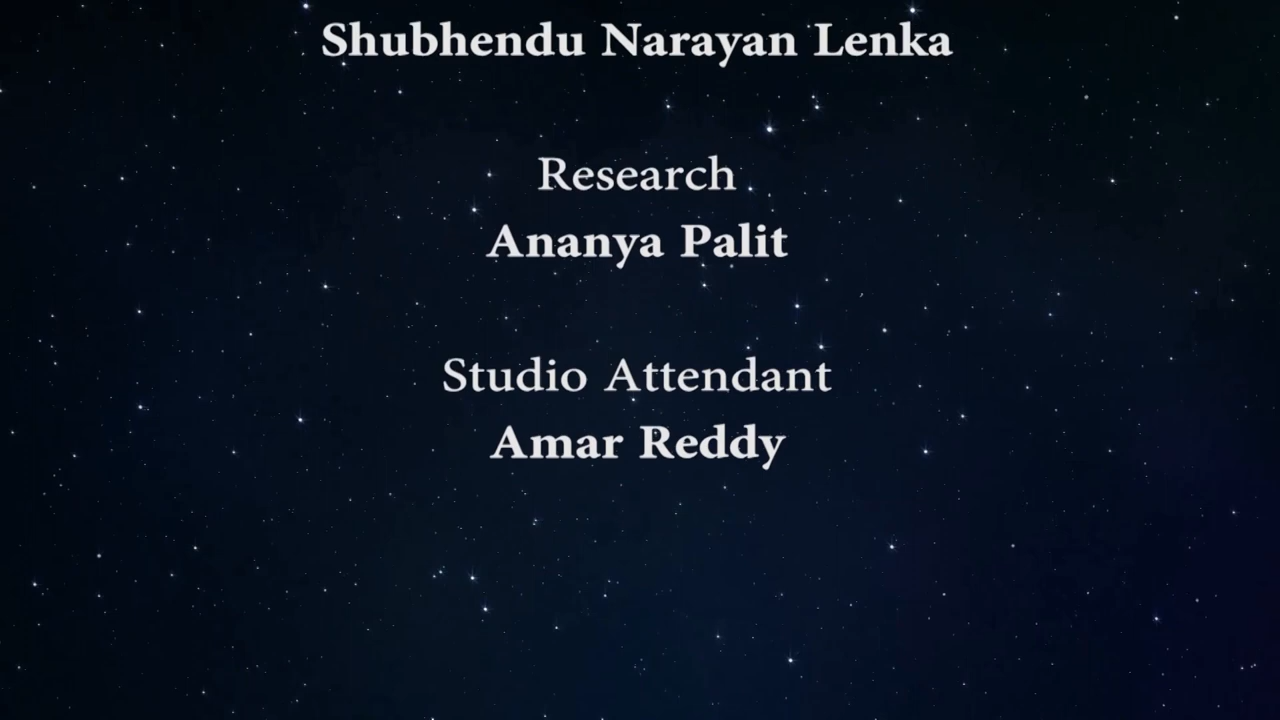 Shubhendu Narayan Lenka
Research
Ananya Palit
Studio Attendant
Amar Reddy